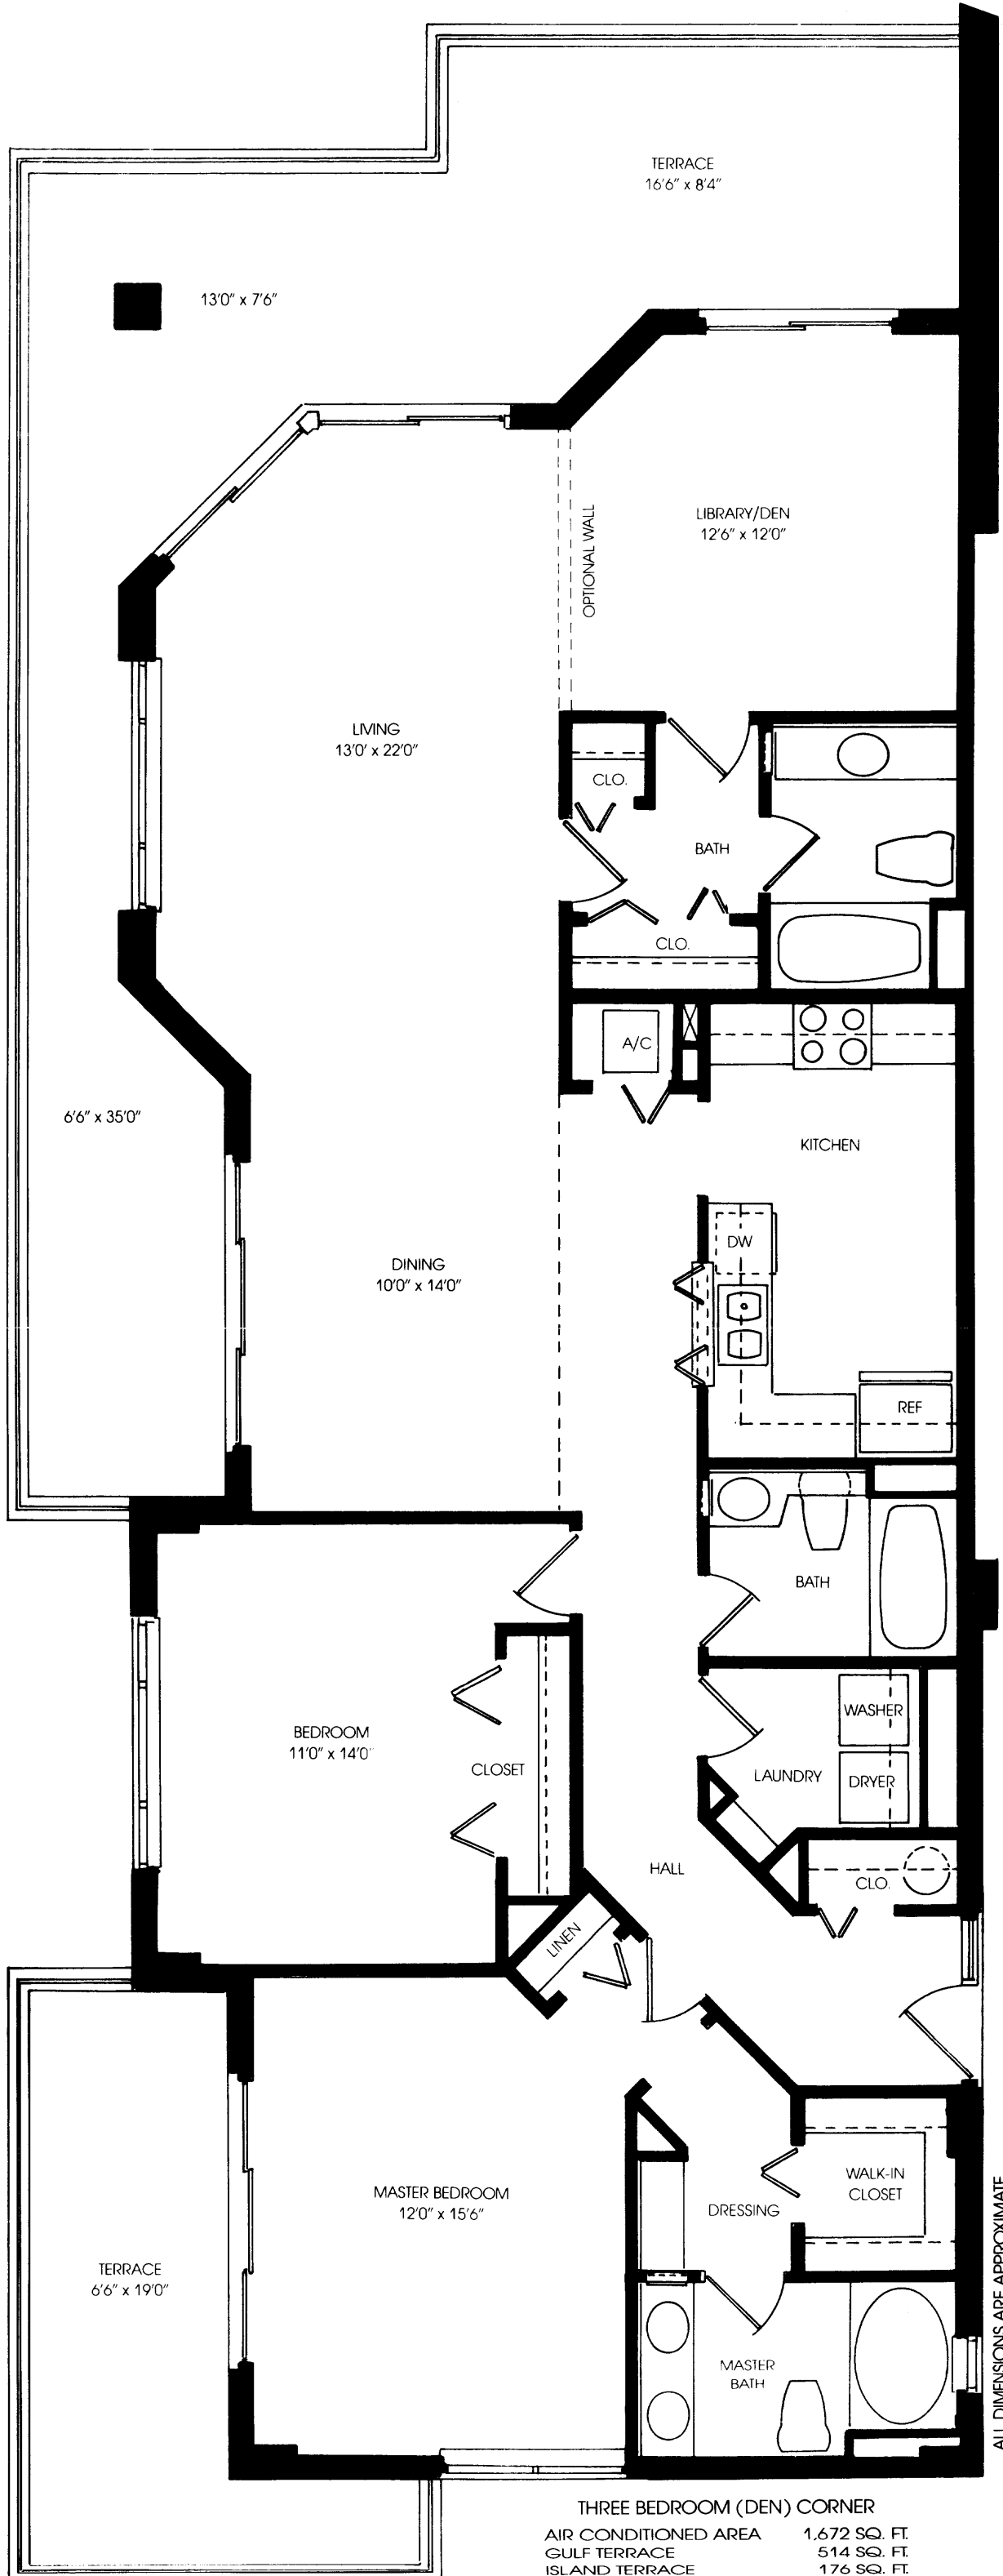 TERRACE
16'6" x 8'4"
13'0" x 7'6"
LIBRARY/DEN
12'6" x 12'0"
OPTIONAL WALL
LIVING
13'0' x 22'0"
CLO.
BATH
CLO.
A/C
6'6" x 35'0"
KITCHEN
DW
DINING
10'0" x 14'0"
REF
BATH
BEDROOM
11'0" x 14'0"
CLOSET
WASHER
LAUNDRY
DRYER
HALL
CLO.
LINEN
MASTER BEDROOM
12'0" x 15'6"
WALK-IN
CLOSET
DRESSING
TERRACE
6'6" x 19'0"
MASTER
BATH
ALL DIMENSIONS ARE APPROXIMATE
THREE BEDROOM (DEN) CORNER
AIR CONDITIONED AREA 1,672 SQ. FT.
GULF TERRACE 514 SQ. FT.
ISLAND TERRACE 176 SQ. FT.